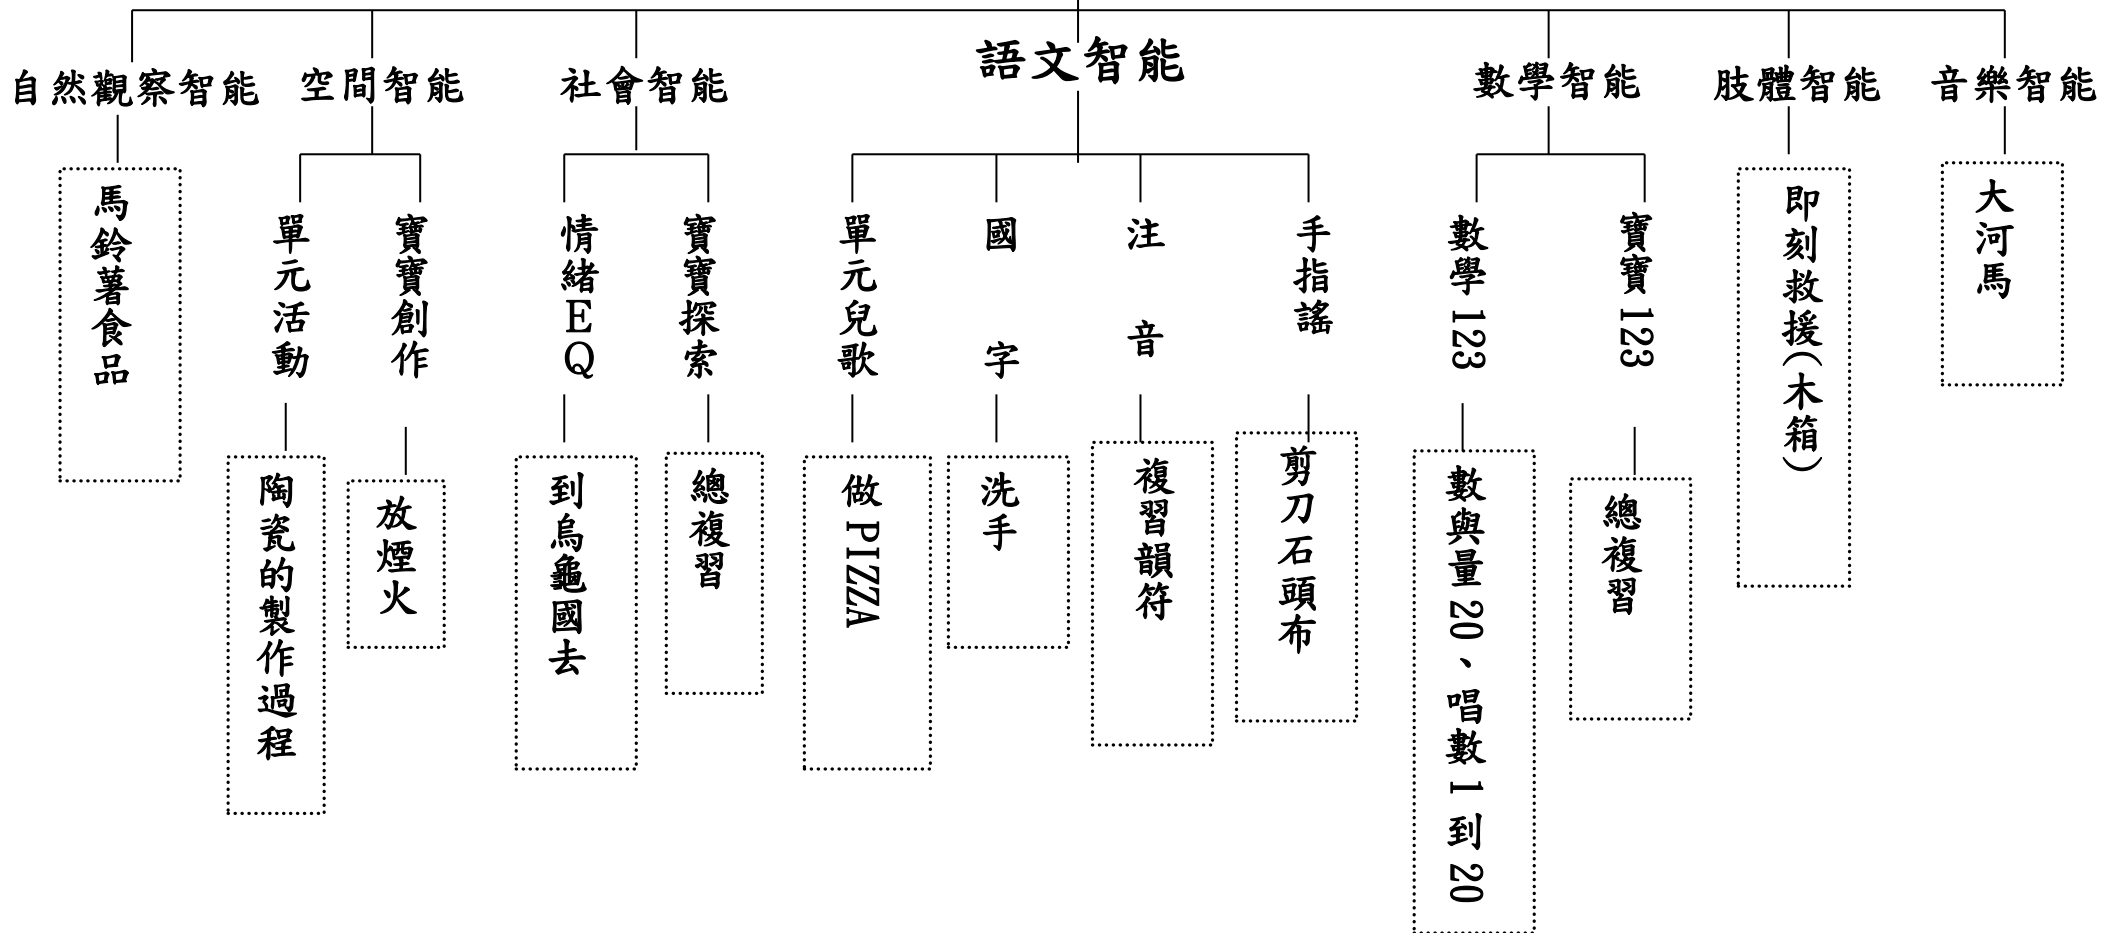 自然觀察智能
空間智能
社會智能
語文智能
數學智能
肢體智能
音樂智能
馬鈴薯食品
單元活動
寶寶創作
情緒EQ
寶寶探索
單元兒歌
國字
注音
手指謠
數學123
寶寶123
即刻救援(木箱)
大河馬
陶瓷的製作過程
放煙火
到烏龜國去
總複習
做PIZZA
洗手
複習韻符
剪刀石頭布
數與量20、唱數1到20
總複習